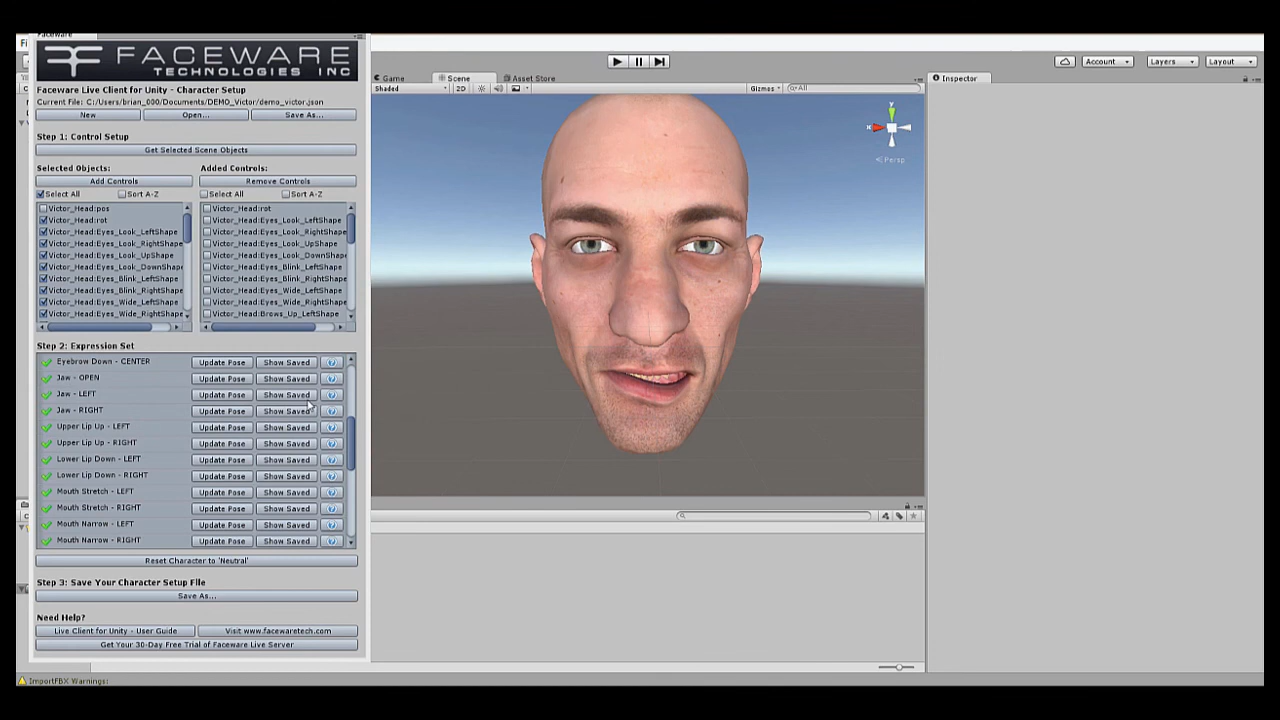 Faceware
FACEWARE
TECHNOLOGIES INC
Faceware Live Client for Unity - Character Setup
Current File: C:/Users/brian_000/Documents/DEMO_Victor/demo_victor.json
New Open... Save As...
Step 1: Control Setup
Get Selected Scene Objects
Selected Objects: Added Controls:
Add Controls Remove Controls
Select All Sort A-Z Select All Sort A-Z
Victor_Head:pos Victor_Head:rot
Victor_Head:rot Victor_Head:Eyes_Look_LeftShape
Victor_Head:Eyes_Look_LeftShape Victor_Head:Eyes_Look_RightShape
Victor_Head:Eyes_Look_RightShape Victor_Head:Eyes_Look_UpShape
Victor_Head:Eyes_Look_UpShape Victor_Head:Eyes_Look_DownShape
Victor_Head:Eyes_Look_DownShape Victor_Head:Eyes_Blink_LeftShape
Victor_Head:Eyes_Blink_LeftShape Victor_Head:Eyes_Blink_RightShape
Victor_Head:Eyes_Blink_RightShape Victor_Head:Eyes_Wide_LeftShape
Victor_Head:Eyes_Wide_LeftShape Victor_Head:Eyes_Wide_RightShape
Victor_Head:Eyes_Wide_RightShape Victor_Head:Brows_Up_LeftShape
Step 2: Expression Set
Eyebrow Down - CENTER Update Pose Show Saved ?
Jaw - OPEN Update Pose Show Saved ?
Jaw - LEFT Update Pose Show Saved ?
Jaw - RIGHT Update Pose Show Saved ?
Upper Lip Up - LEFT Update Pose Show Saved ?
Upper Lip Up - RIGHT Update Pose Show Saved ?
Lower Lip Down - LEFT Update Pose Show Saved ?
Lower Lip Down - RIGHT Update Pose Show Saved ?
Mouth Stretch - LEFT Update Pose Show Saved ?
Mouth Stretch - RIGHT Update Pose Show Saved ?
Mouth Narrow - LEFT Update Pose Show Saved ?
Mouth Narrow - RIGHT Update Pose Show Saved ?
Reset Character to 'Neutral'
Step 3: Save Your Character Setup File
Save As...
Need Help?
Live Client for Unity - User Guide Visit www.facewaretech.com
Get Your 30-Day Free Trial of Faceware Live Server
ImportFBX Warnings:
Account Layers Layout
Game Scene Asset Store Inspector
Shaded 2D Gizmos All
y
x
Persp